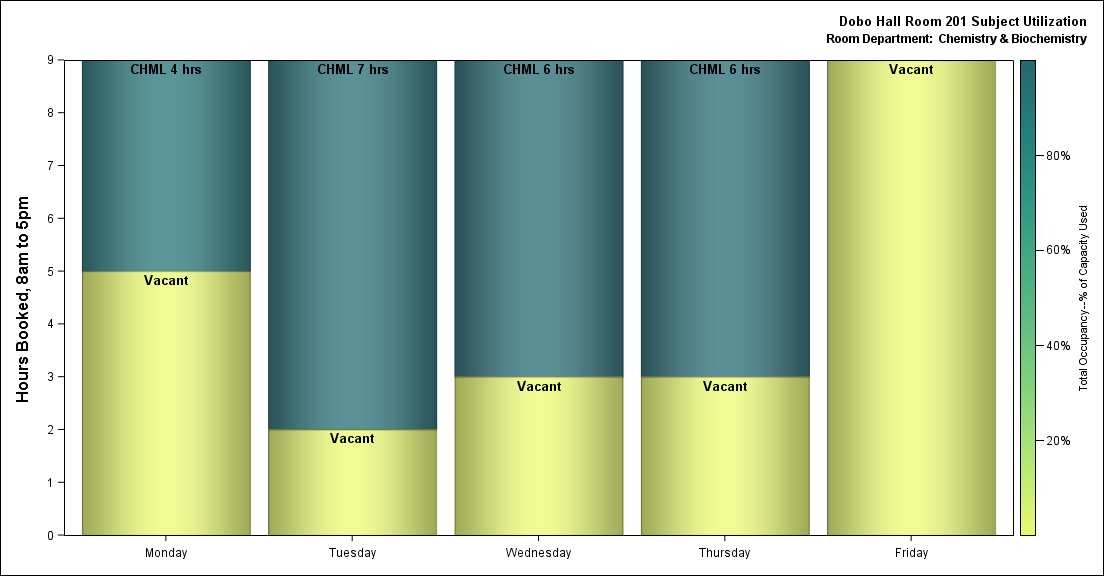 Dobo Hall Room 201 Subject Utilization
Room Department: Chemistry & Biochemistry
Hours Booked, 8am to 5pm
9
8
7
6
5
4
3
2
1
0
CHML 4 hrs
Vacant
CHML 7 hrs
Vacant
CHML 6 hrs
Vacant
CHML 6 hrs
Vacant
Vacant
Monday
Tuesday
Wednesday
Thursday
Friday
80%
60%
40%
20%
Total Occupancy--% of Capacity Used